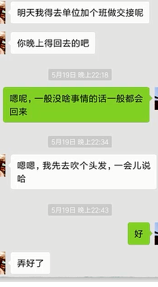 明天我得去单位加个班做交接呢
你晚上得回去的吧
5月19日 晚上22:18
嗯呢，一般没啥事情的话一般都会
回来
5月19日 晚上22:34
嗯嗯，我先去吹个头发，一会儿说
哈
5月19日 晚上22:43
好
弄好了